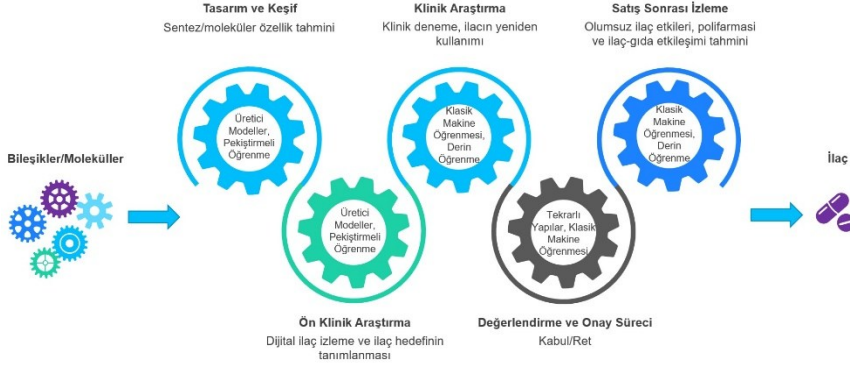 Tasarım ve Keşif
Sentez/moleküler özellik tahmini
Klinik Araştırma
Klinik deneme, ilacın yeniden
kullanımı
Satış Sonrası İzleme
Olumsuz ilaç etkileri, polifarmasi
ve ilaç-gıda etkileşimi tahmini
Bileşikler/Moleküller
Üretici
Modeller,
Pekiştirmeli
Öğrenme
Klasik
Makine
Öğrenmesi,
Derin
Öğrenme
Klasik
Makine
Öğrenmesi,
Derin
Öğrenme
İlaç
Üretici
Modeller,
Pekiştirmeli
Öğrenme
Tekrarlı
Yapılar, Klasik
Makine
Öğrenmesi
Ön Klinik Araştırma
Dijital ilaç izleme ve ilaç hedefinin
tanımlanması
Değerlendirme ve Onay Süreci
Kabul/Ret